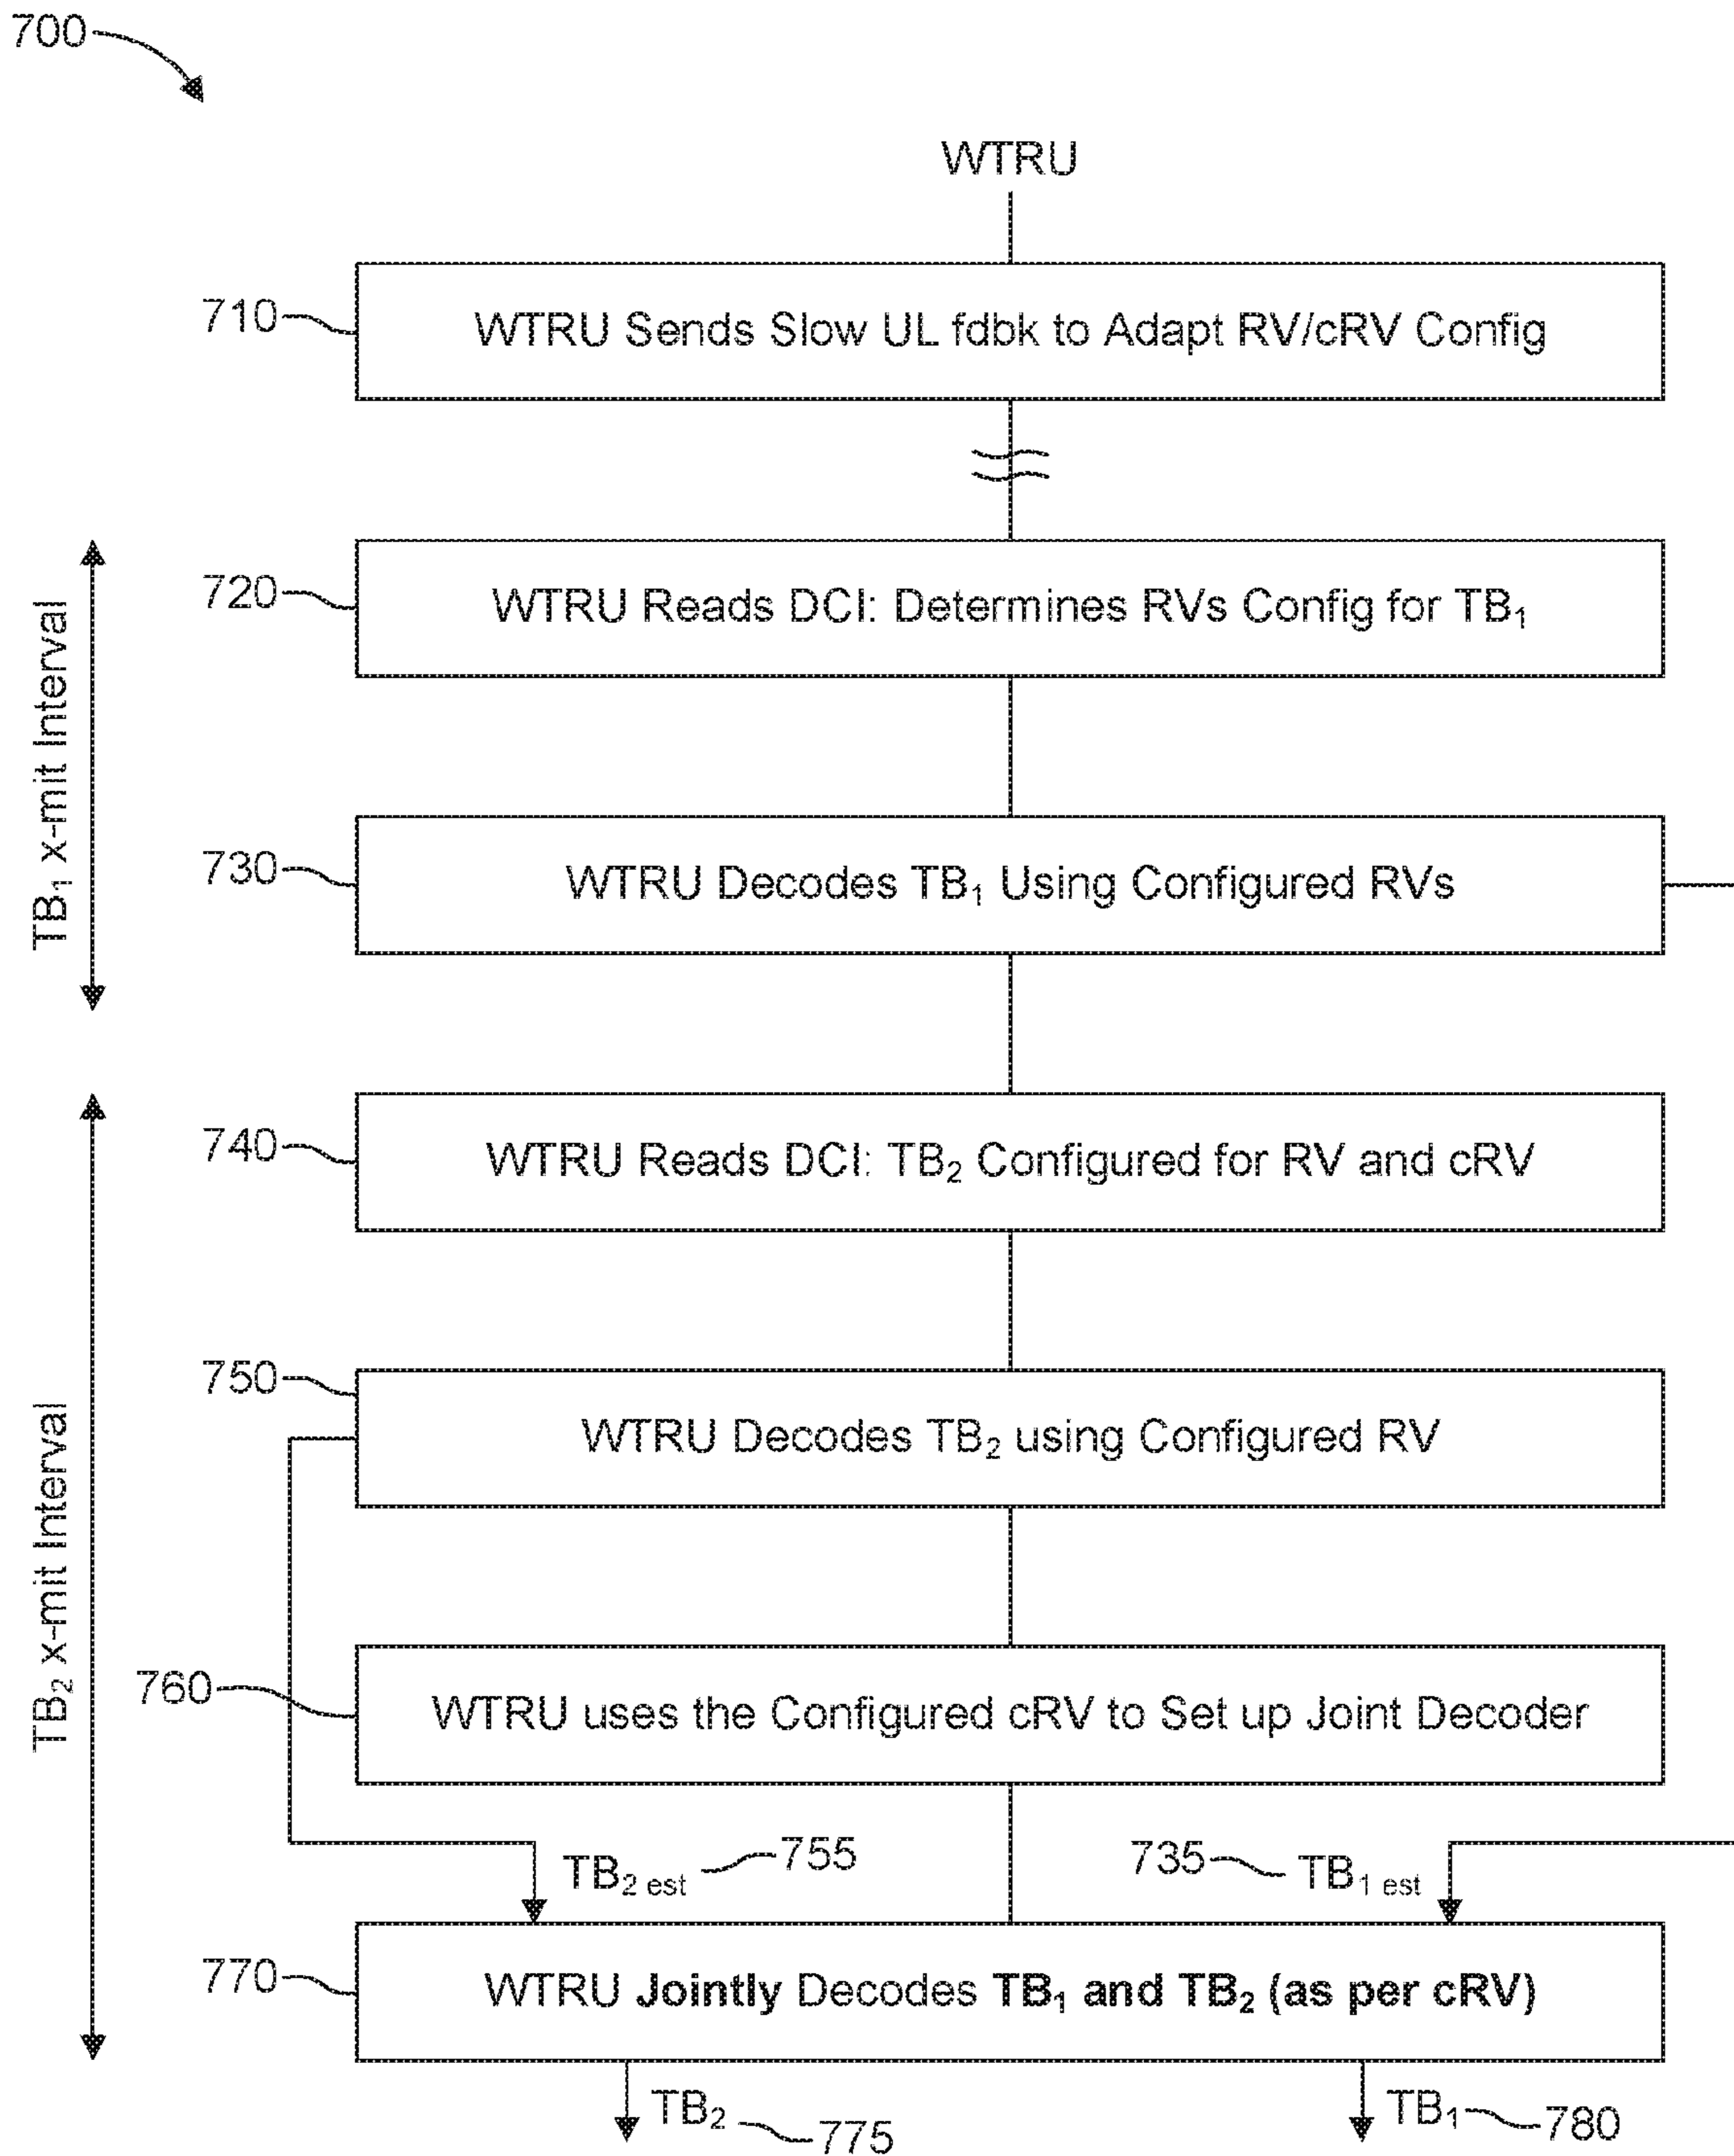 700
WTRU
710
WTRU Sends Slow UL fdbk to Adapt RV/cRV Config
TB1 x-mit Interval
720
WTRU Reads DCI: Determines RVs Config for TB1
730
WTRU Decodes TB1 Using Configured RVs
TB2 x-mit Interval
740
WTRU Reads DCI: TB2 Configured for RV and cRV
750
WTRU Decodes TB2 using Configured RV
760
WTRU uses the Configured cRV to Set up Joint Decoder
TB2 est 755
735 TB1 est
770
WTRU Jointly Decodes TB1 and TB2 (as per cRV)
TB2 775
TB1 780